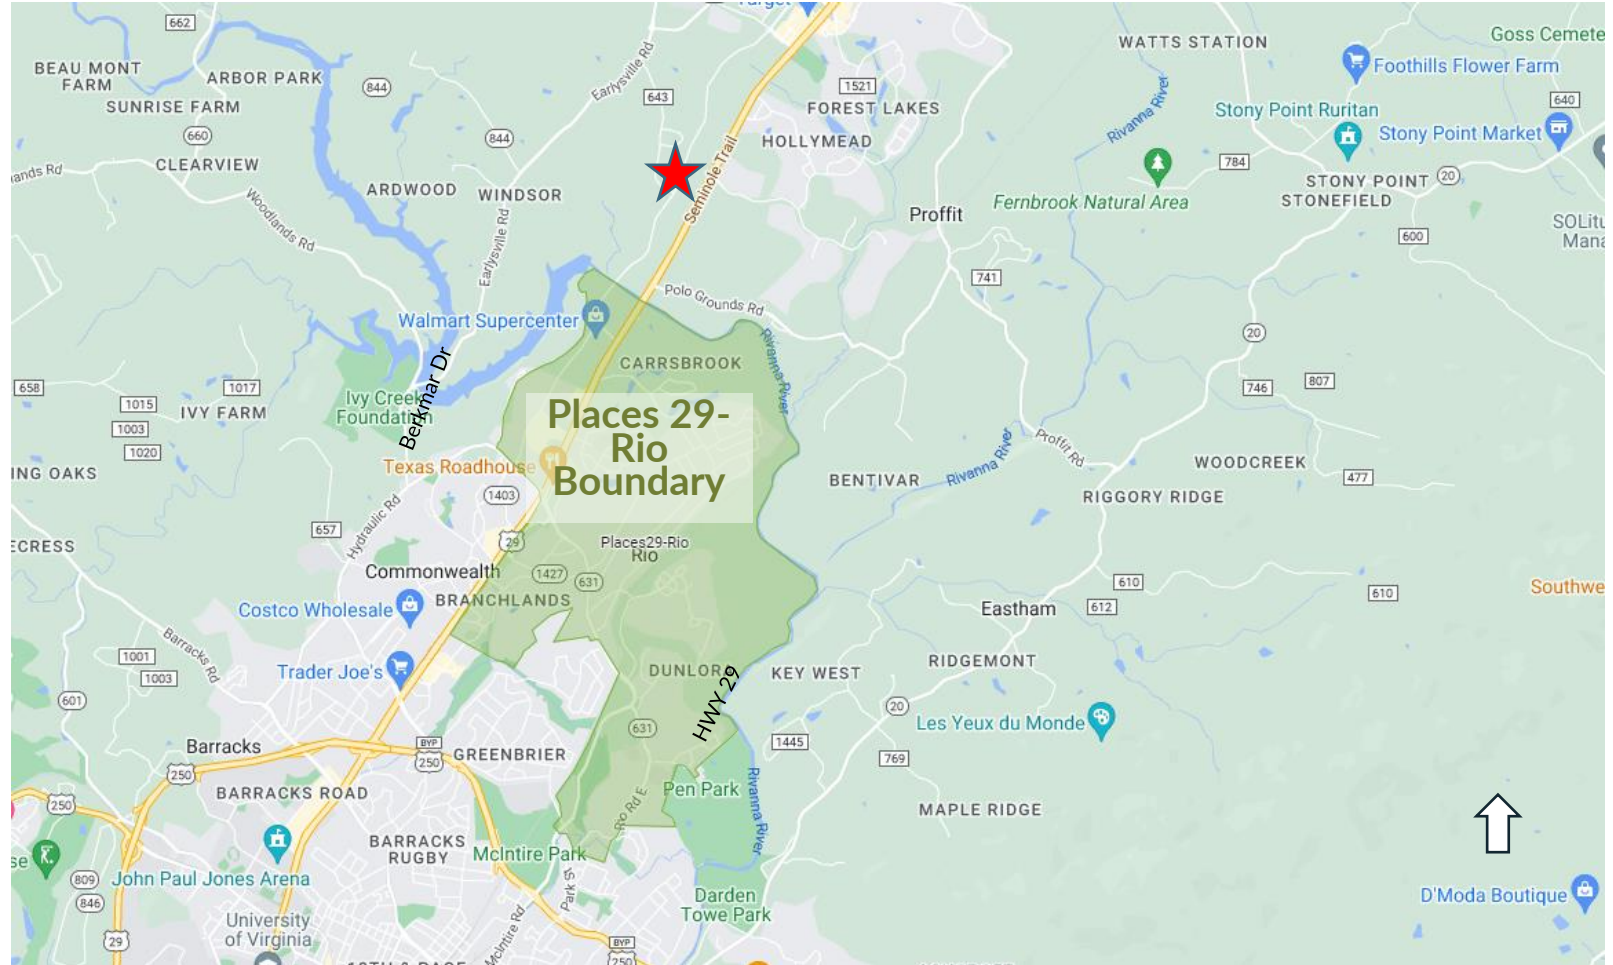 Target
662
BEAU MONT
FARM
ARBOR PARK
844
SUNRISE FARM
660
CLEARVIEW
Woodlands Rd
ARDWOOD
844
WINDSOR
Earlysville Rd
Earlysville Rd
643
Seminole Trail
1521
FOREST LAKES
HOLLYMEAD
WATTS STATION
Goss Cemete
Foothills Flower Farm
640
Stony Point Ruritan
Stony Point Market
Rivanna River
784
STONY POINT
20
STONEFIELD
Fernbrook Natural Area
Proffit
600
SOLitu
Mana
741
Polo Grounds Rd
Walmart Supercenter
CARRSBROOK
Rivanna River
20
746
807
658
1017
1015
IVY FARM
1003
1020
Ivy Creek
Foundation
Berkmar Dr
Places 29-
Rio
Boundary
Texas Roadhouse
ING OAKS
1403
BENTIVAR
Rivanna River
Proffit Rd
WOODCREEK
477
RIGGORY RIDGE
657
Hydraulic Rd
29
ECRESS
Places29-Rio
Rio
Commonwealth
1427
631
BRANCHLANDS
Costco Wholesale
610
610
612
Eastham
Southwe
Barracks Rd
1001
1003
Trader Joe's
DUNLORA
HWY 29
KEY WEST
RIDGEMONT
601
20
Les Yeux du Monde
631
1445
769
Barracks
BYP
250
250
GREENBRIER
BARRACKS ROAD
250
Pen Park
Rivanna River
Rio Rd E
MAPLE RIDGE
BARRACKS
RUGBY
McIntire Park
se
809
John Paul Jones Arena
846
Park St
Darden
Towe Park
D'Moda Boutique
University
of Virginia
McIntire Rd
29
BYP
250